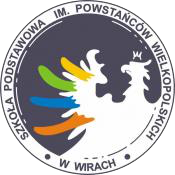 SZKOŁA PODSTAWOWA IM. POWSTAŃCÓW WIELKOPOLSKICH
W WIRACH